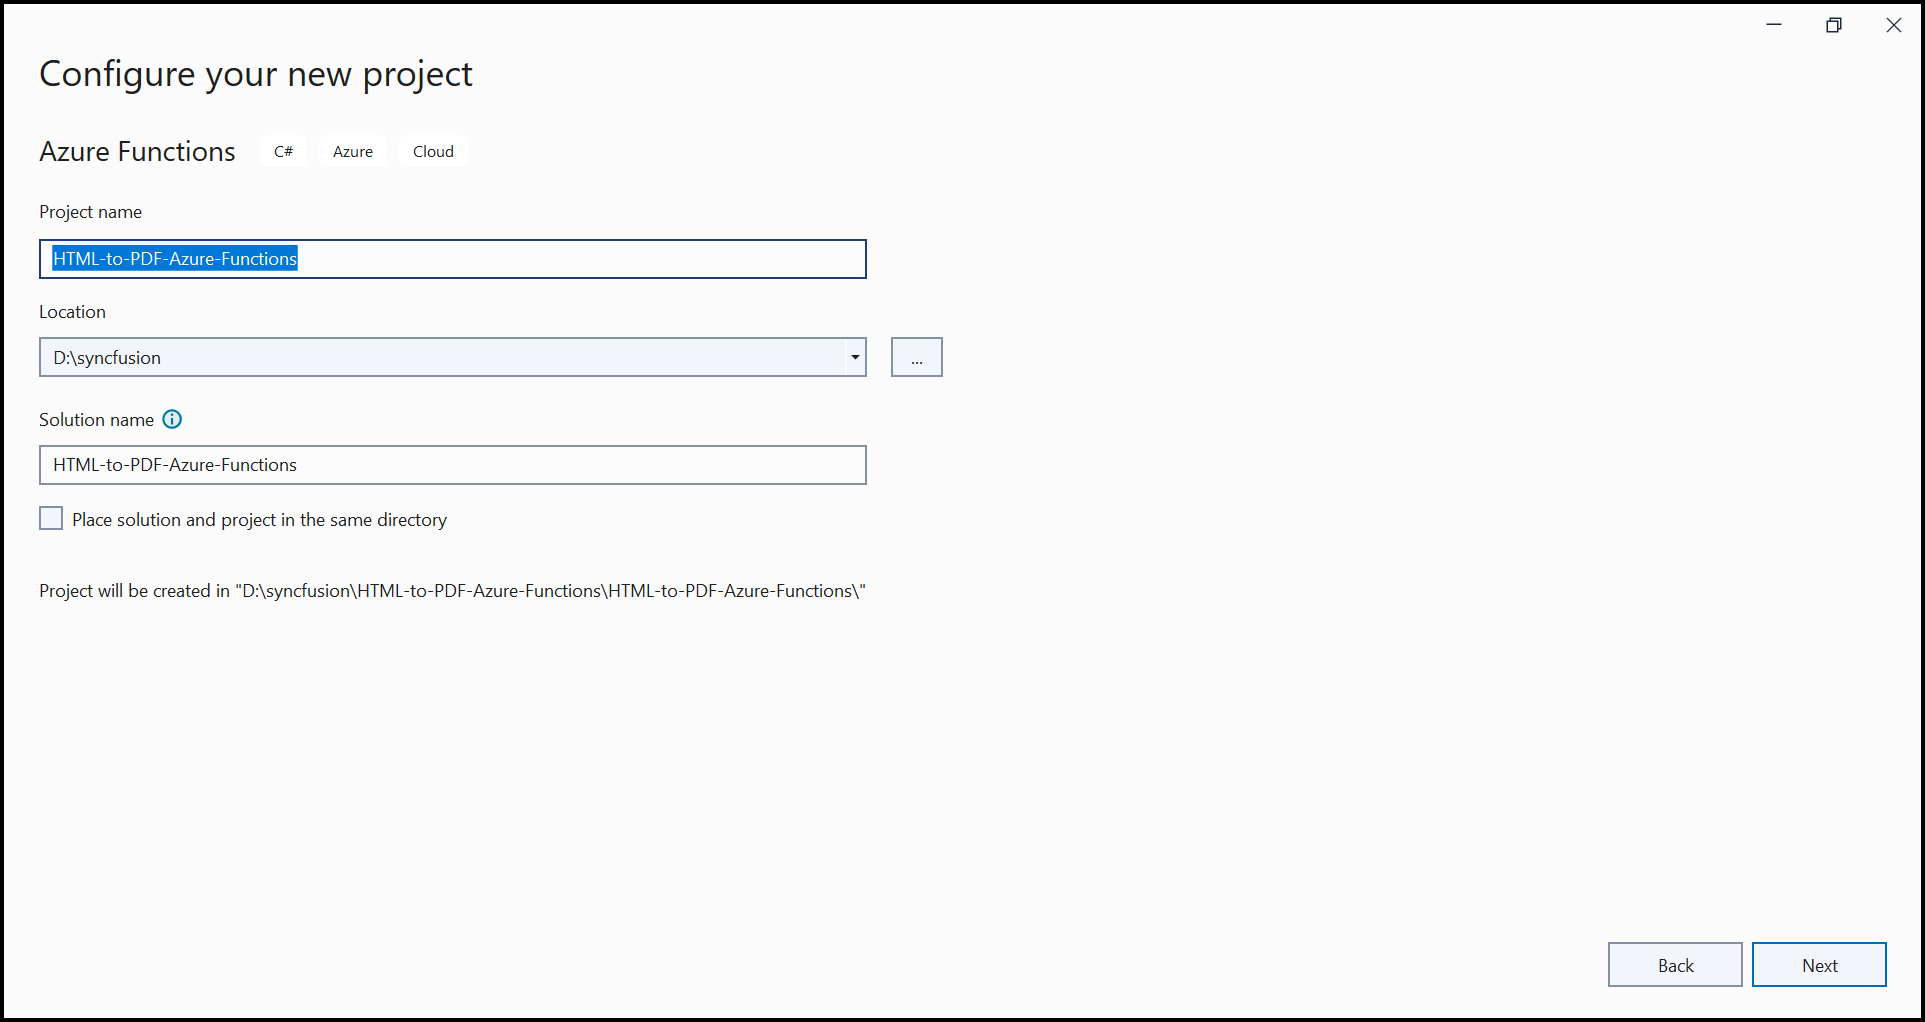 Configure your new project
Azure Functions C# Azure Cloud
Project name
HTML-to-PDF-Azure-Functions
Location
D:\syncfusion
...
Solution name
HTML-to-PDF-Azure-Functions
Place solution and project in the same directory
Project will be created in "D:\syncfusion\HTML-to-PDF-Azure-Functions\HTML-to-PDF-Azure-Functions\"
Back Next